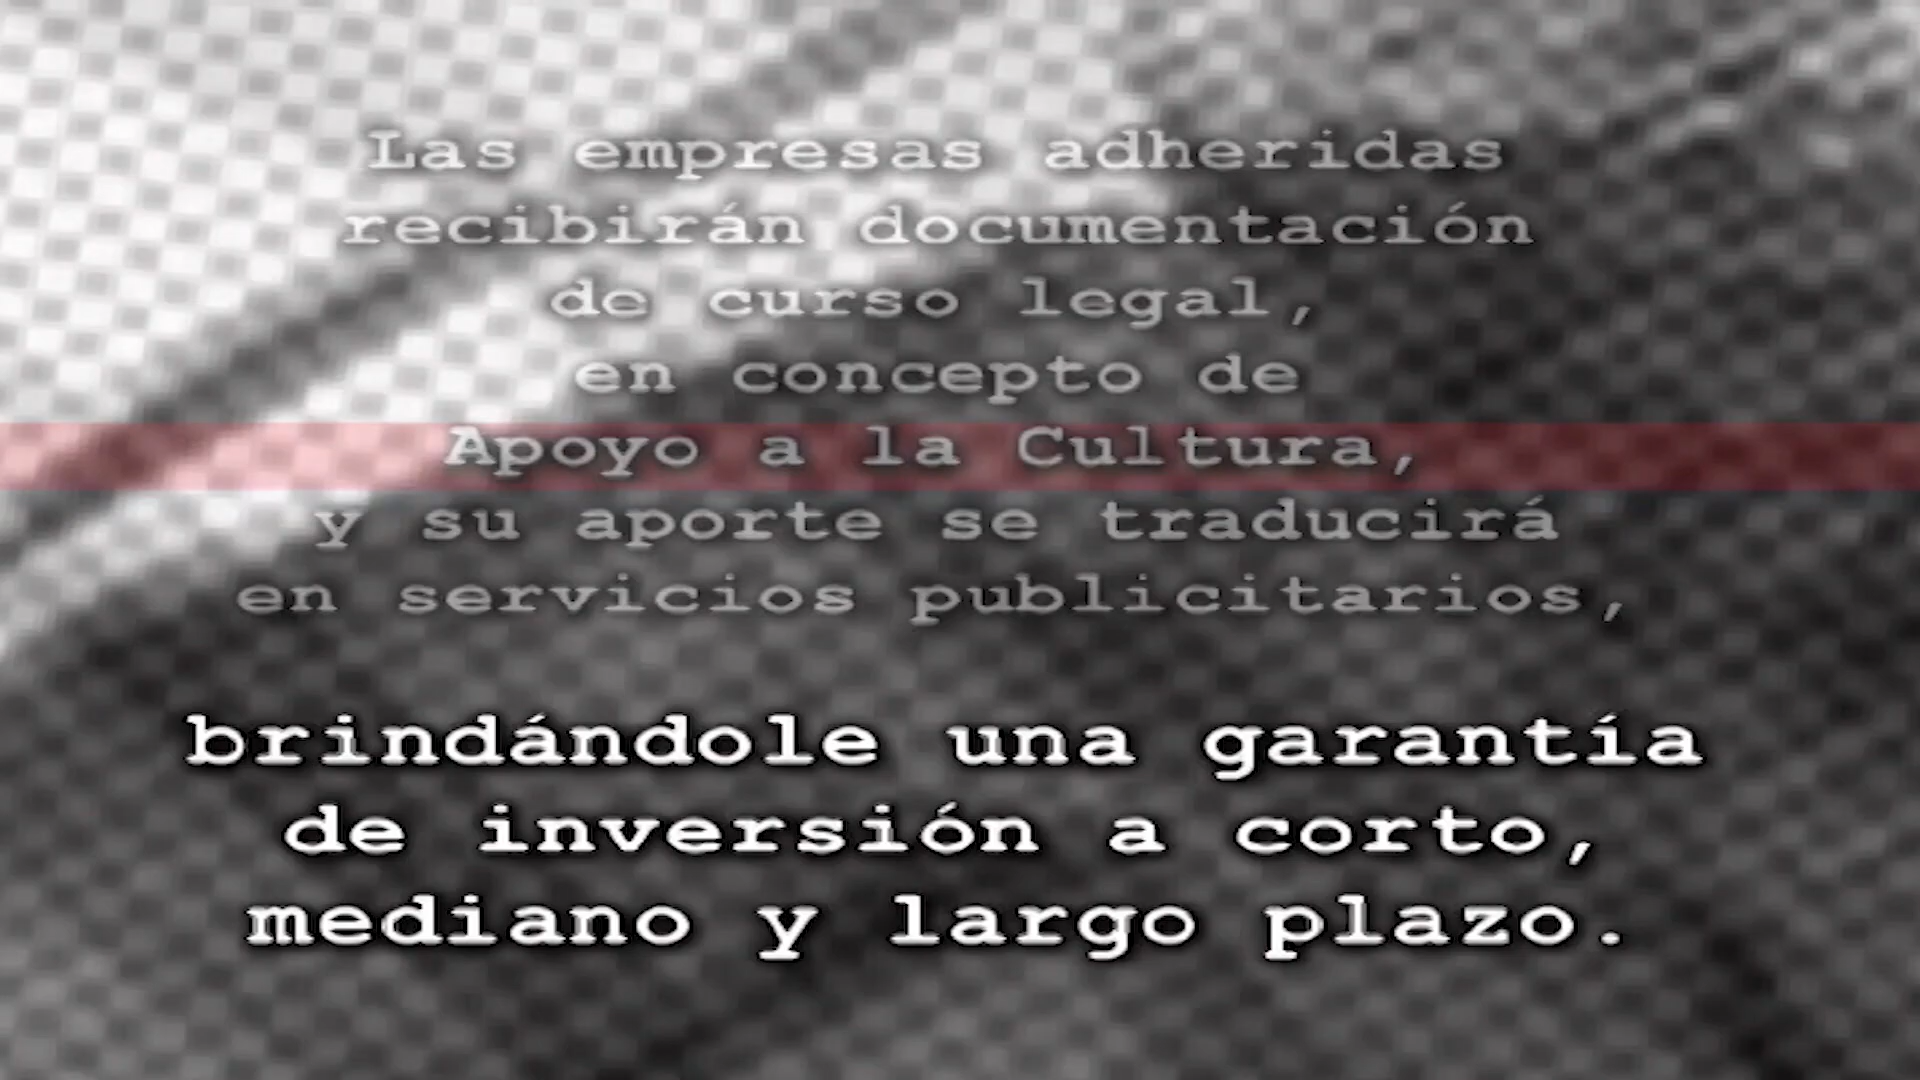 Las empresas adheridas
recibirán documentación
de curso legal,
en concepto de
Apoyo a la Cultura,
y su aporte se traducirá
en servicios publicitarios,
brindándole una garantía
de inversión a corto,
mediano y largo plazo.